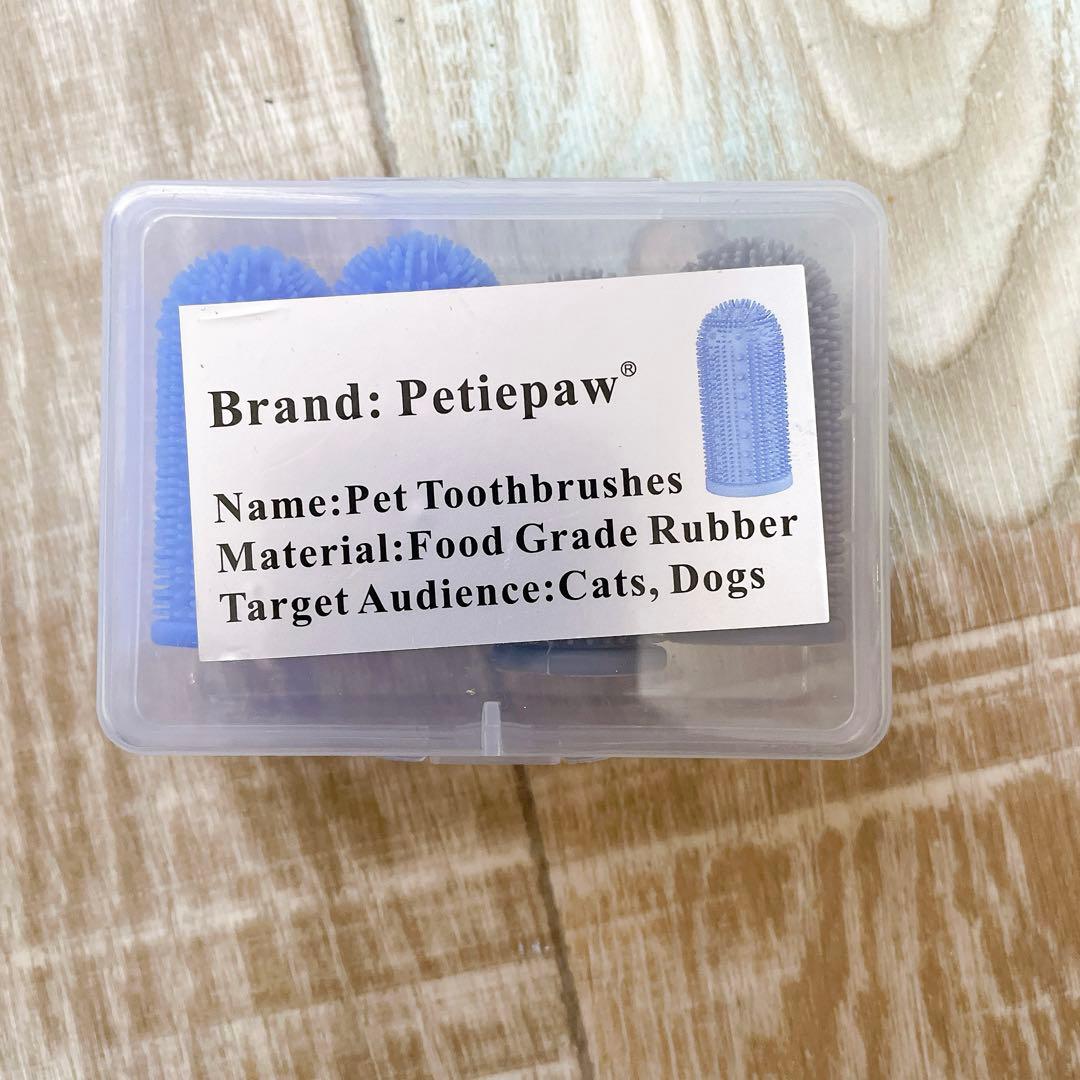 Brand: Petiepaw®
Name:Pet Toothbrushes
Material:Food Grade Rubber
Target Audience:Cats, Dogs